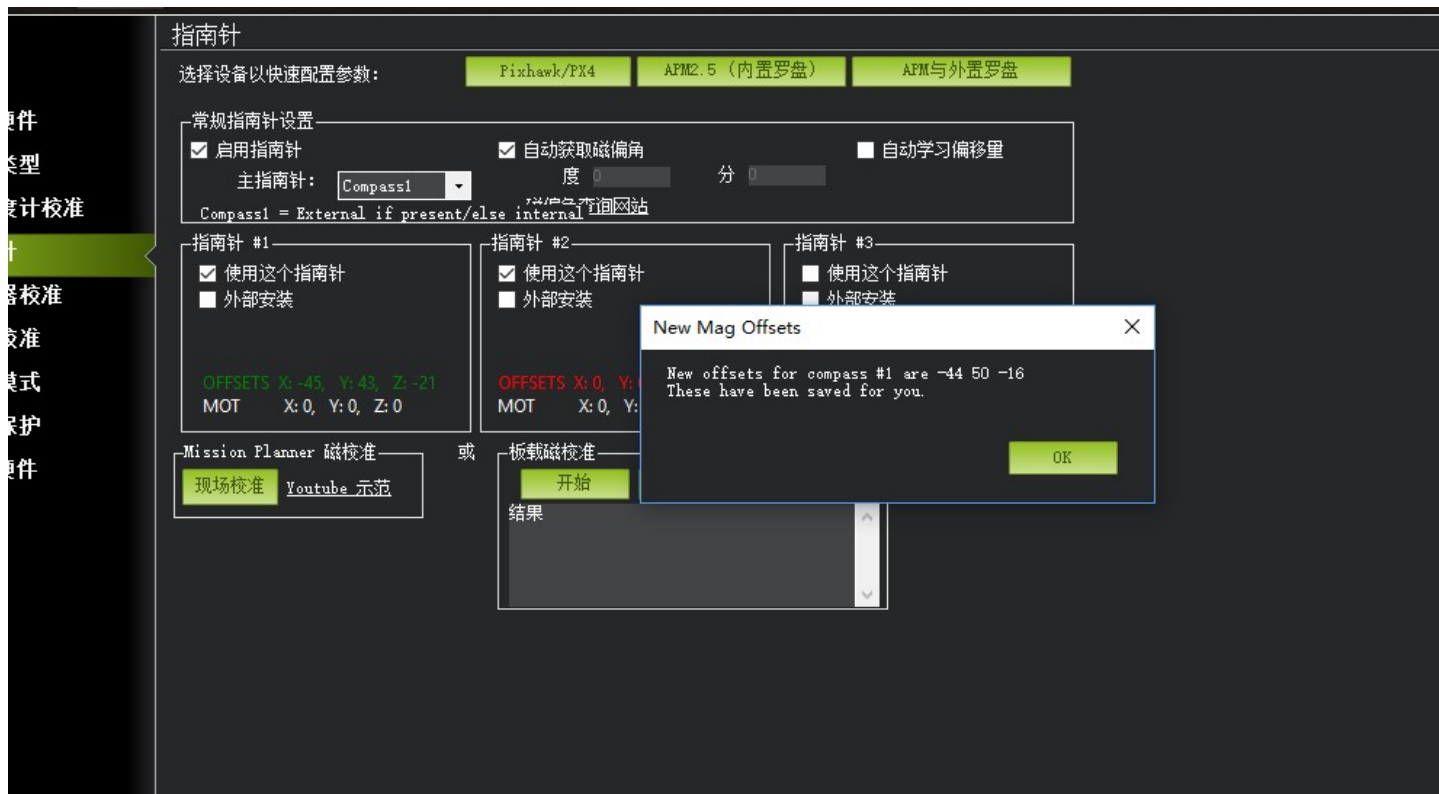 指南针
选择设备以快速配置参数: Pixhawk/PX4 APM2.5 (内置罗盘) APM与外置罗盘
件
类型
度计校准
器校准
校准
模式
保护
件
常规指南针设置
启用指南针 自动获取磁偏角 自动学习偏移量
主指南针: Compass1 度 0 分 0
Compass1 = External if present/else internal 查询网站
指南针 #1 指南针 #2 指南针 #3
使用这个指南针 使用这个指南针 使用这个指南针
外部安装 外部安装 外部安装
OFFSETS X: -45, Y: 43, Z: -21 OFFSETS X: 0, Y:
MOT X: 0, Y: 0, Z: 0 MOT X: 0, Y:
New Mag Offsets
New offsets for compass #1 are -44 50 -16
These have been saved for you.
OK
Mission Planner 磁校准 或 板载磁校准
现场校准 Youtube 示范 开始
结果